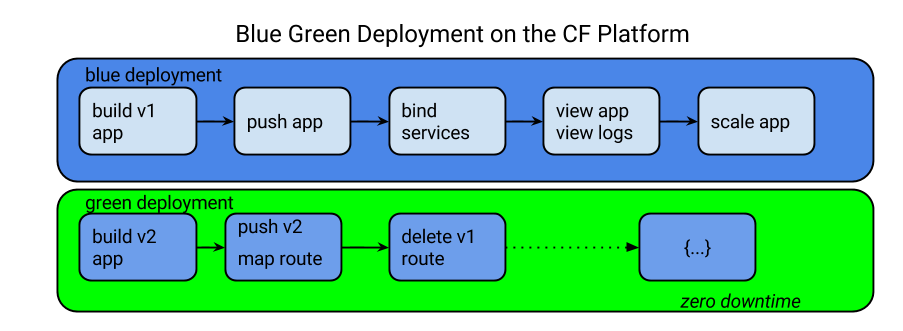 Blue Green Deployment on the CF Platform
blue deployment
build v1
app
push app
bind
services
view app
view logs
scale app
green deployment
build v2
app
push v2
map route
delete v1
route
{...}
zero downtime